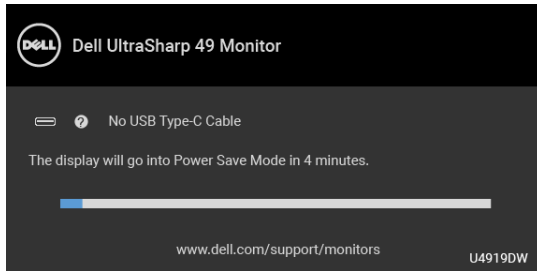 DELL Dell UltraSharp 49 Monitor
? No USB Type-C Cable
The display will go into Power Save Mode in 4 minutes.
www.dell.com/support/monitors
U4919DW